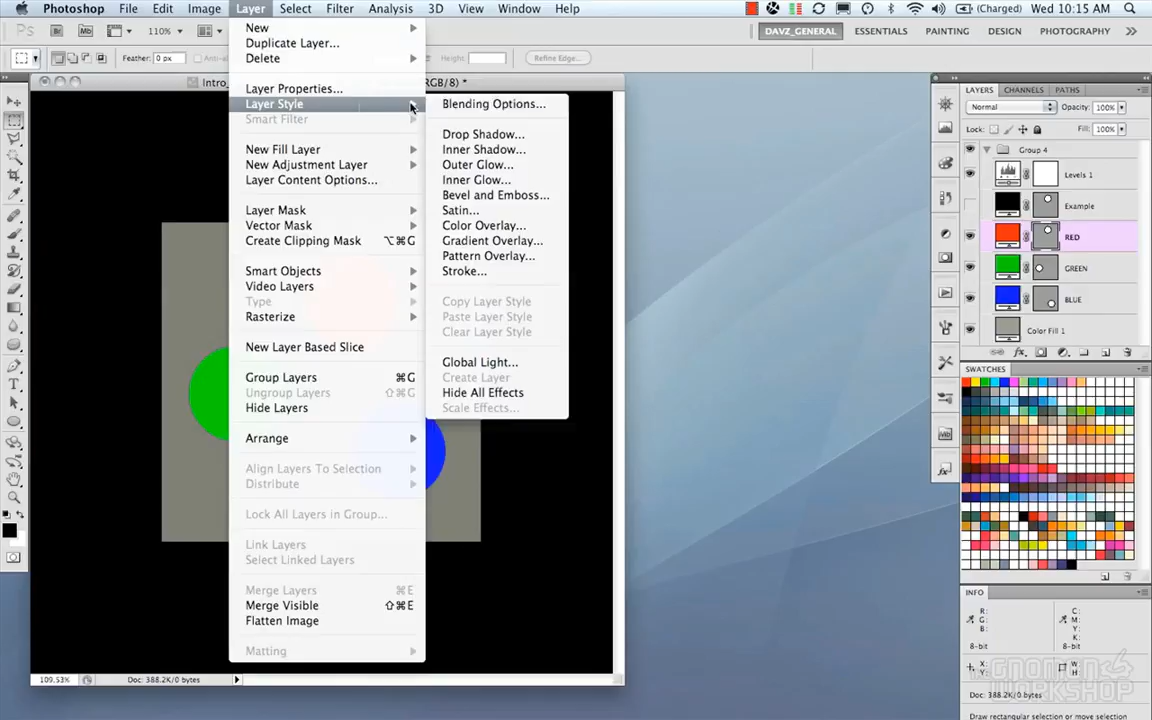 Photoshop File Edit Image Layer Select Filter Analysis 3D View Window Help (Charged) Wed 10:15 AM
Ps Br Mb 110% DAVZ_GENERAL ESSENTIALS PAINTING DESIGN PHOTOGRAPHY
Feather: 0 px Anti-al Height: Refine Edge...
Intro_ RGB/8) *
New
Duplicate Layer...
Delete
Layer Properties...
Layer Style
Smart Filter
New Fill Layer
New Adjustment Layer
Layer Content Options...
Layer Mask
Vector Mask
Create Clipping Mask ⌥⌘G
Smart Objects
Video Layers
Type
Rasterize
New Layer Based Slice
Group Layers ⌘G
Ungroup Layers ⇧⌘G
Hide Layers
Arrange
Align Layers To Selection
Distribute
Lock All Layers in Group...
Link Layers
Select Linked Layers
Merge Layers ⌘E
Merge Visible ⇧⌘E
Flatten Image
Matting
Blending Options...
Drop Shadow...
Inner Shadow...
Outer Glow...
Inner Glow...
Bevel and Emboss...
Satin...
Color Overlay...
Gradient Overlay...
Pattern Overlay...
Stroke...
Copy Layer Style
Paste Layer Style
Clear Layer Style
Global Light...
Create Layer
Hide All Effects
Scale Effects...
109.53% Doc: 388.2K/0 bytes
LAYERS CHANNELS PATHS
Normal Opacity: 100%
Lock: Fill: 100%
Group 4
Levels 1
Example
RED
GREEN
BLUE
Color Fill 1
SWATCHES
INFO
R: C:
G: M:
B: Y:
K:
8-bit 8-bit
X: W:
Y: H:
Doc: 388.2K/0 bytes
Draw rectangular selection or move selection
GNOMON
WORKSHOP